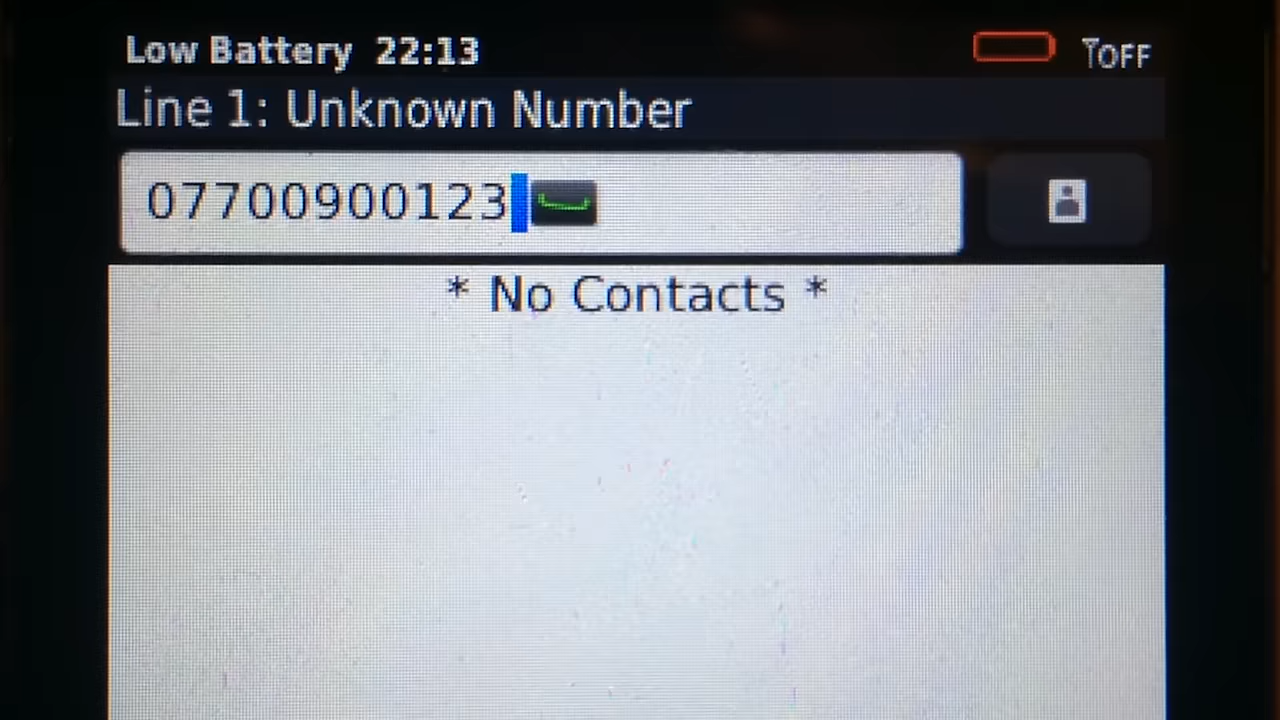 Low Battery 22:13 TOFF
Line 1: Unknown Number
07700900123
* No Contacts *